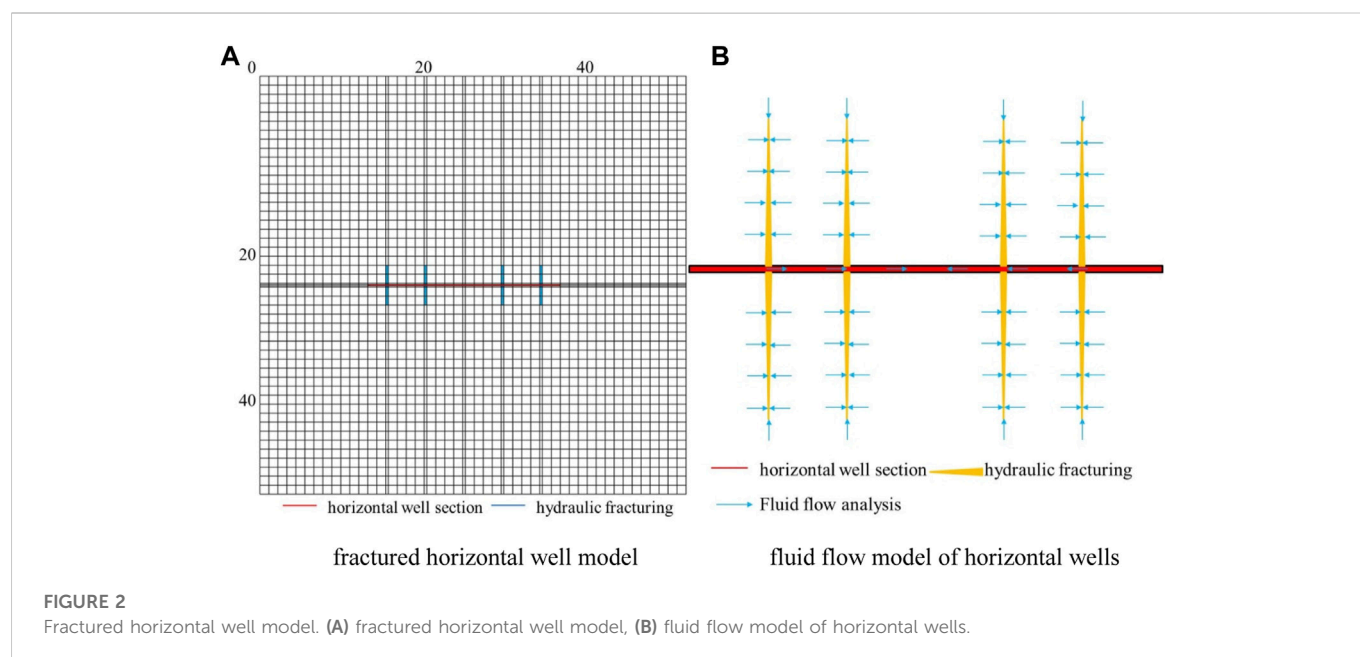 A
B
0
20
40
20
40
horizontal well section
hydraulic fracturing
horizontal well section
hydraulic fracturing
Fluid flow analysis
fractured horizontal well model
fluid flow model of horizontal wells
FIGURE 2
Fractured horizontal well model. (A) fractured horizontal well model, (B) fluid flow model of horizontal wells.